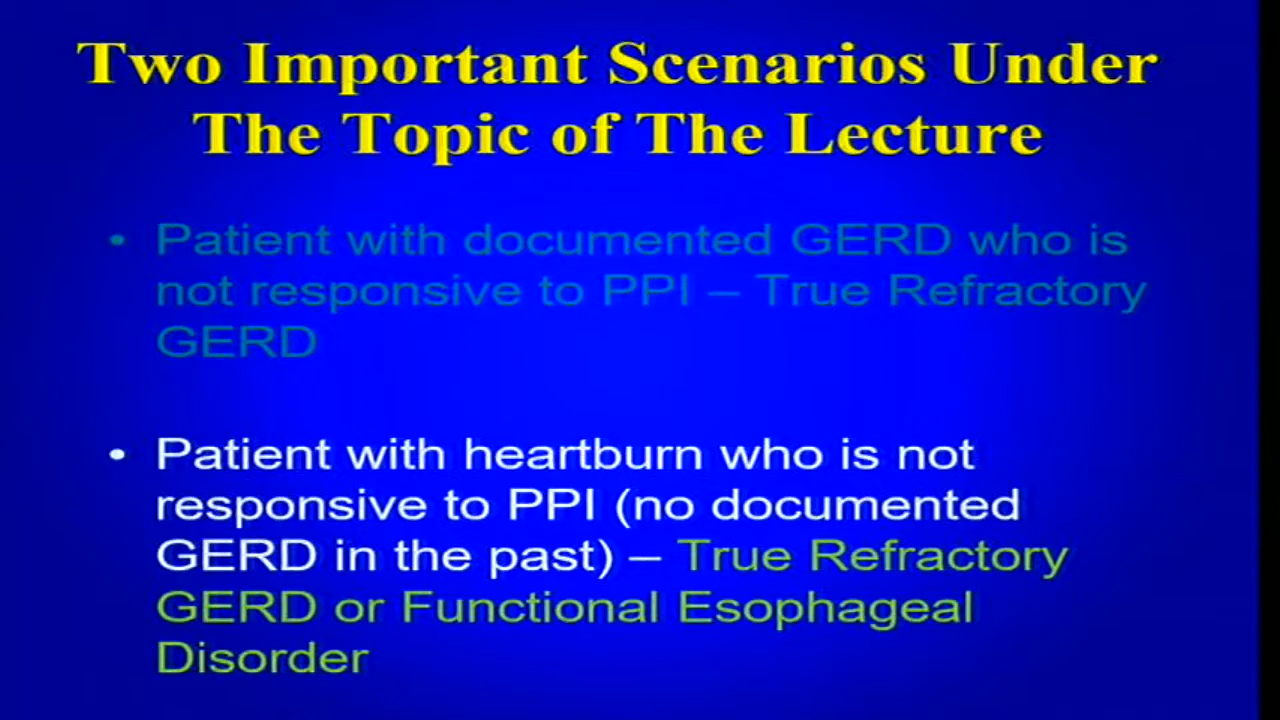 Two Important Scenarios Under
The Topic of The Lecture
• Patient with documented GERD who is
not responsive to PPI – True Refractory
GERD
• Patient with heartburn who is not
responsive to PPI (no documented
GERD in the past) – True Refractory
GERD or Functional Esophageal
Disorder